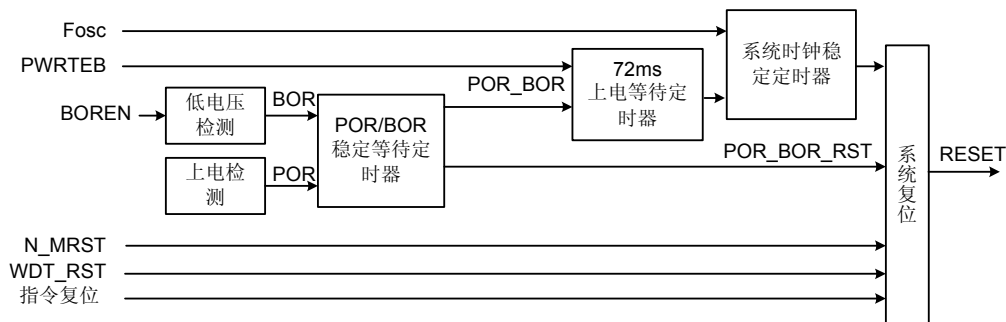 Fosc
PWRTEB
BOREN
低电压
检测
BOR
上电检
测
POR
POR/BOR
稳定等待定
时器
POR_BOR
72ms
上电等待定
时器
系统时钟稳
定定时器
POR_BOR_RST
系统复位
RESET
N_MRST
WDT_RST
指令复位